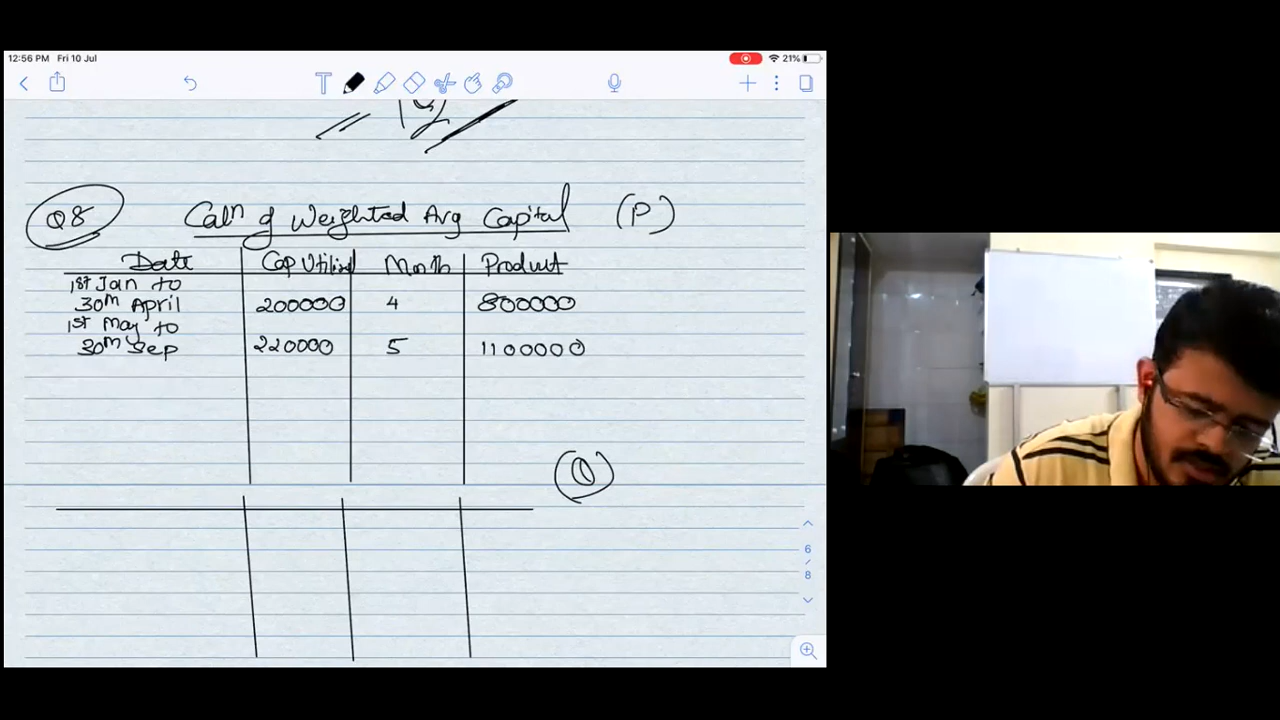 12:56 PM Fri 10 Jul
21%
T
Q8 Calⁿ of Weighted Avg Capital (P)
Date Cap Utilised Month Product
1st Jan to
30th April 200000 4 800000
1st May to
30th Sep 220000 5 1100000
(Q)
6
/
8